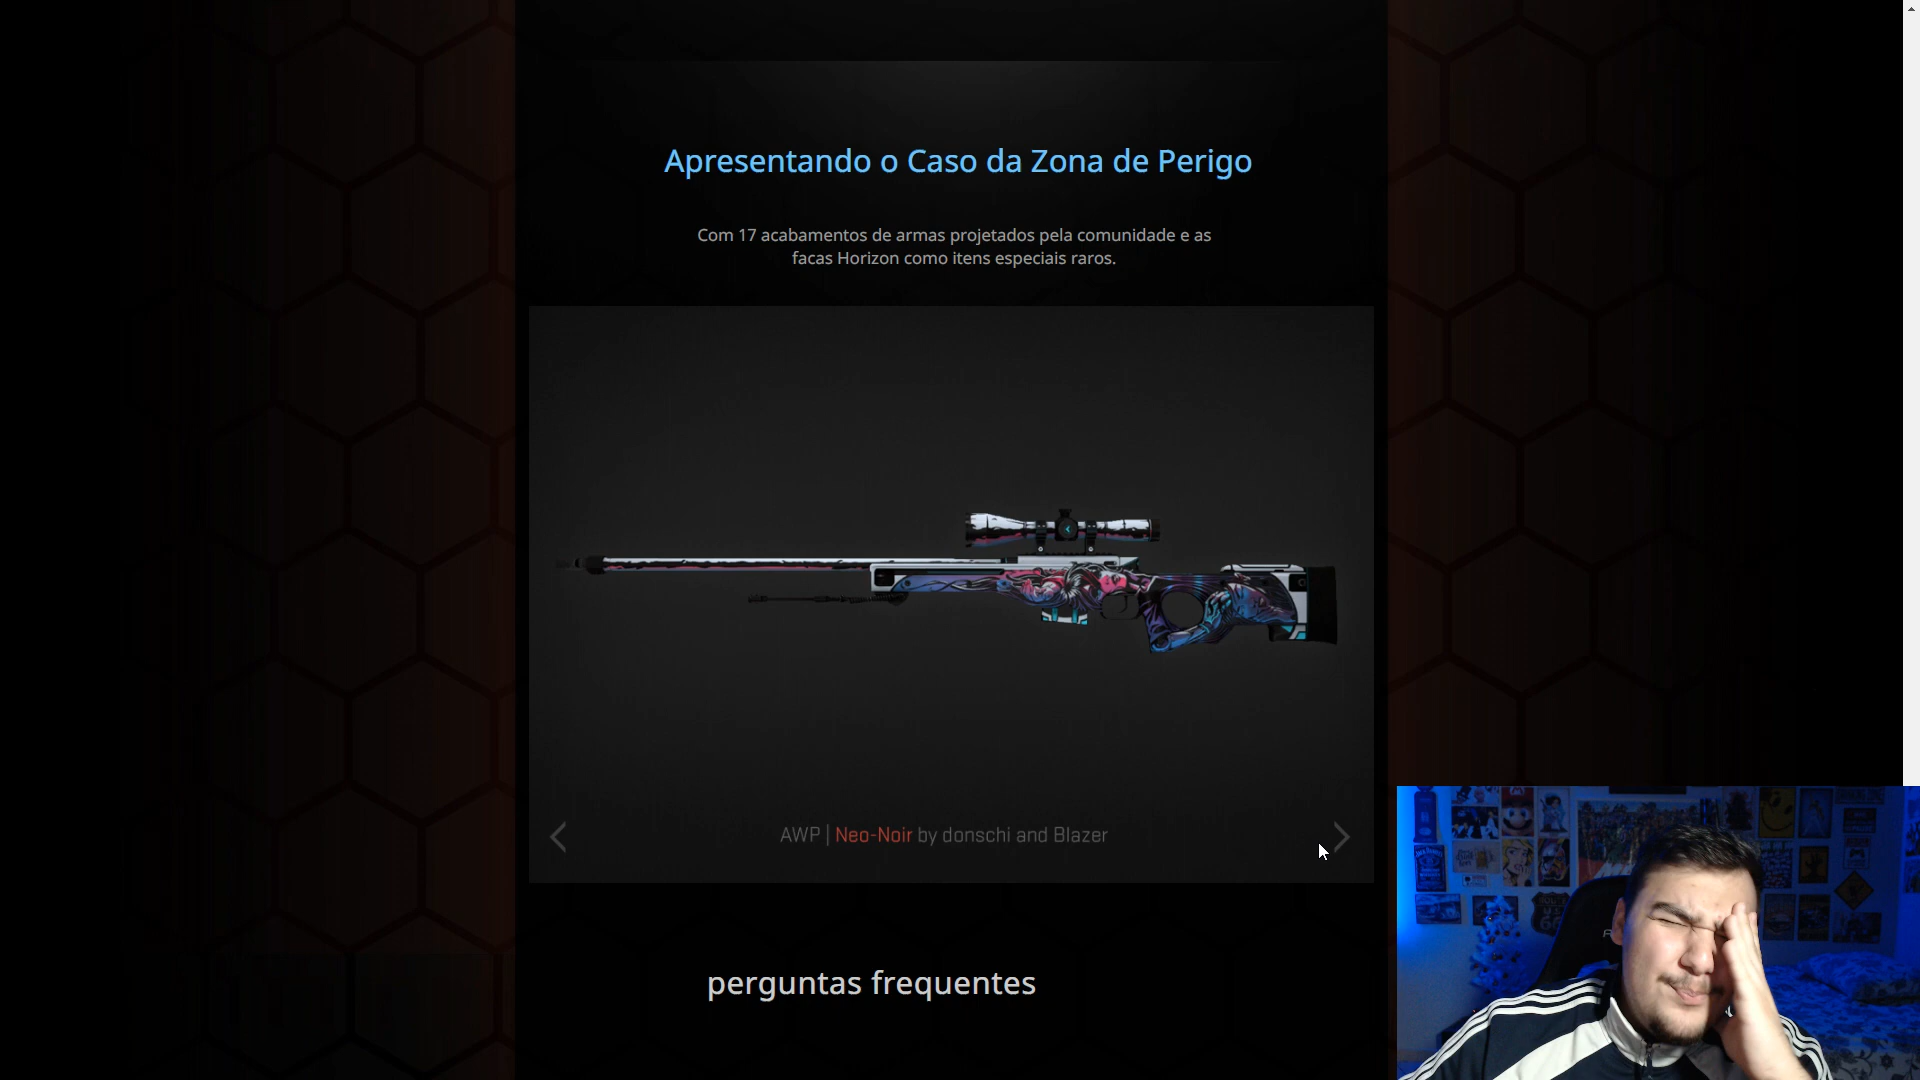 Apresentando o Caso da Zona de Perigo
Com 17 acabamentos de armas projetados pela comunidade e as
facas Horizon como itens especiais raros.
AWP | Neo-Noir by donschi and Blazer
perguntas frequentes